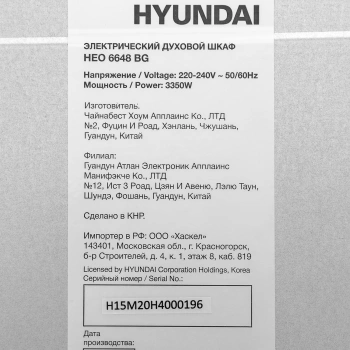 HYUNDAI
ЭЛЕКТРИЧЕСКИЙ ДУХОВОЙ ШКАФ
HEO 6648 BG
Напряжение / Voltage: 220-240V ~ 50/60Hz
Мощность / Power: 3350W
Изготовитель.
Чайнабест Хоум Апплаинс Ко., ЛТД
№2, Фуцин И Роад, Хэнлань, Чжушань,
Гуандун, Китай
Филиал:
Гуандун Атлан Электроник Апплаинс
Манифэкче Ко., ЛТД
№12, Ист 3 Роад, Цзян И Авеню, Лэлю Таун,
Шундэ, Фошань, Гуандун, Китай
Сделано в КНР.
Импортер в РФ: ООО «Хаскел»
143401, Московская обл., г. Красногорск,
б-р Строителей, д. 4, к. 1, этаж 8, каб. 819
Licensed by HYUNDAI Corporation Holdings, Korea
Серийный номер / Serial No.:
H15M20H4000196
Дата
производства: